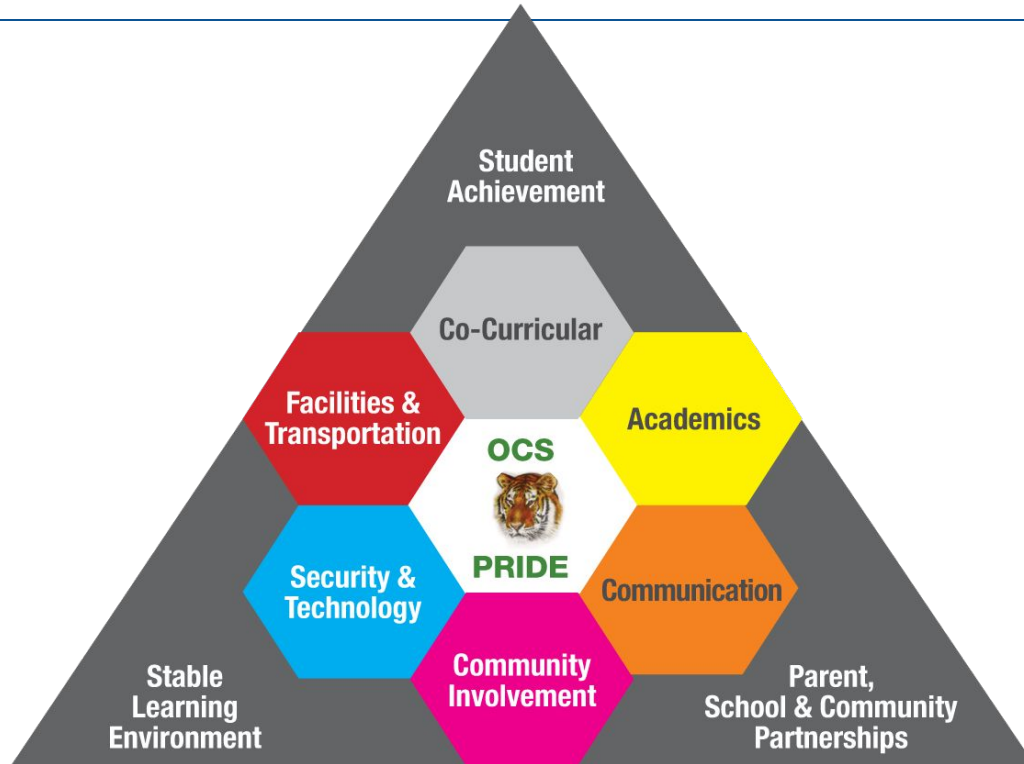 Student
Achievement
Co-Curricular
Facilities &
Transportation
Academics
OCS
PRIDE
Security &
Technology
Communication
Community
Involvement
Stable
Learning
Environment
Parent,
School & Community
Partnerships